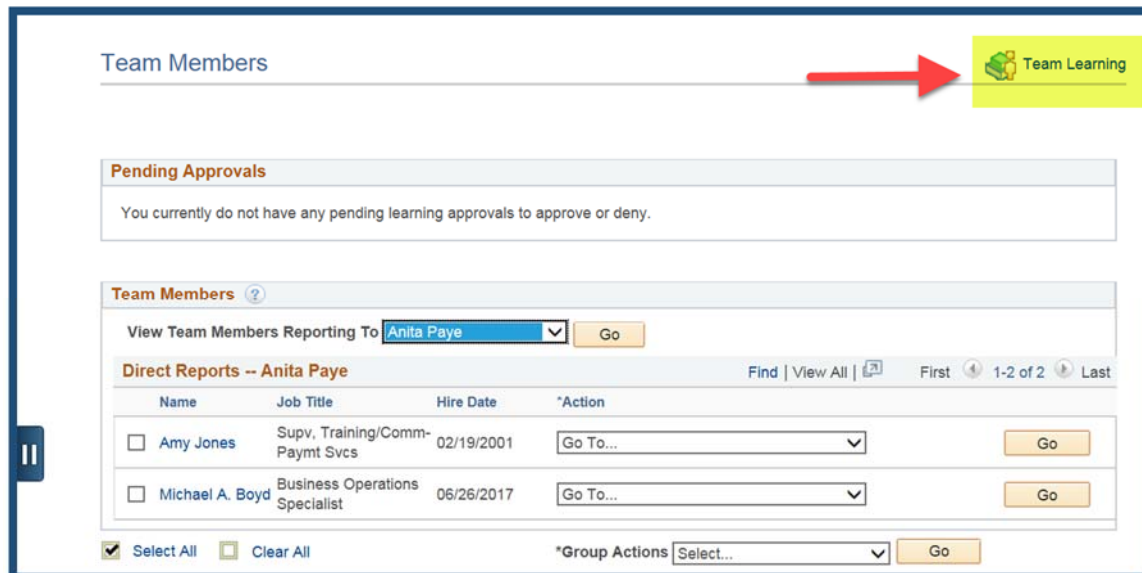 Team Members
Team Learning
Pending Approvals
You currently do not have any pending learning approvals to approve or deny.
Team Members ?
View Team Members Reporting To Anita Paye Go
Direct Reports -- Anita Paye Find | View All | First 1-2 of 2 Last
Name Job Title Hire Date *Action
Amy Jones Supv, Training/Comm- 02/19/2001 Go To... Go
Paymt Svcs
Michael A. Boyd Business Operations 06/26/2017 Go To... Go
Specialist
Select All Clear All *Group Actions Select... Go